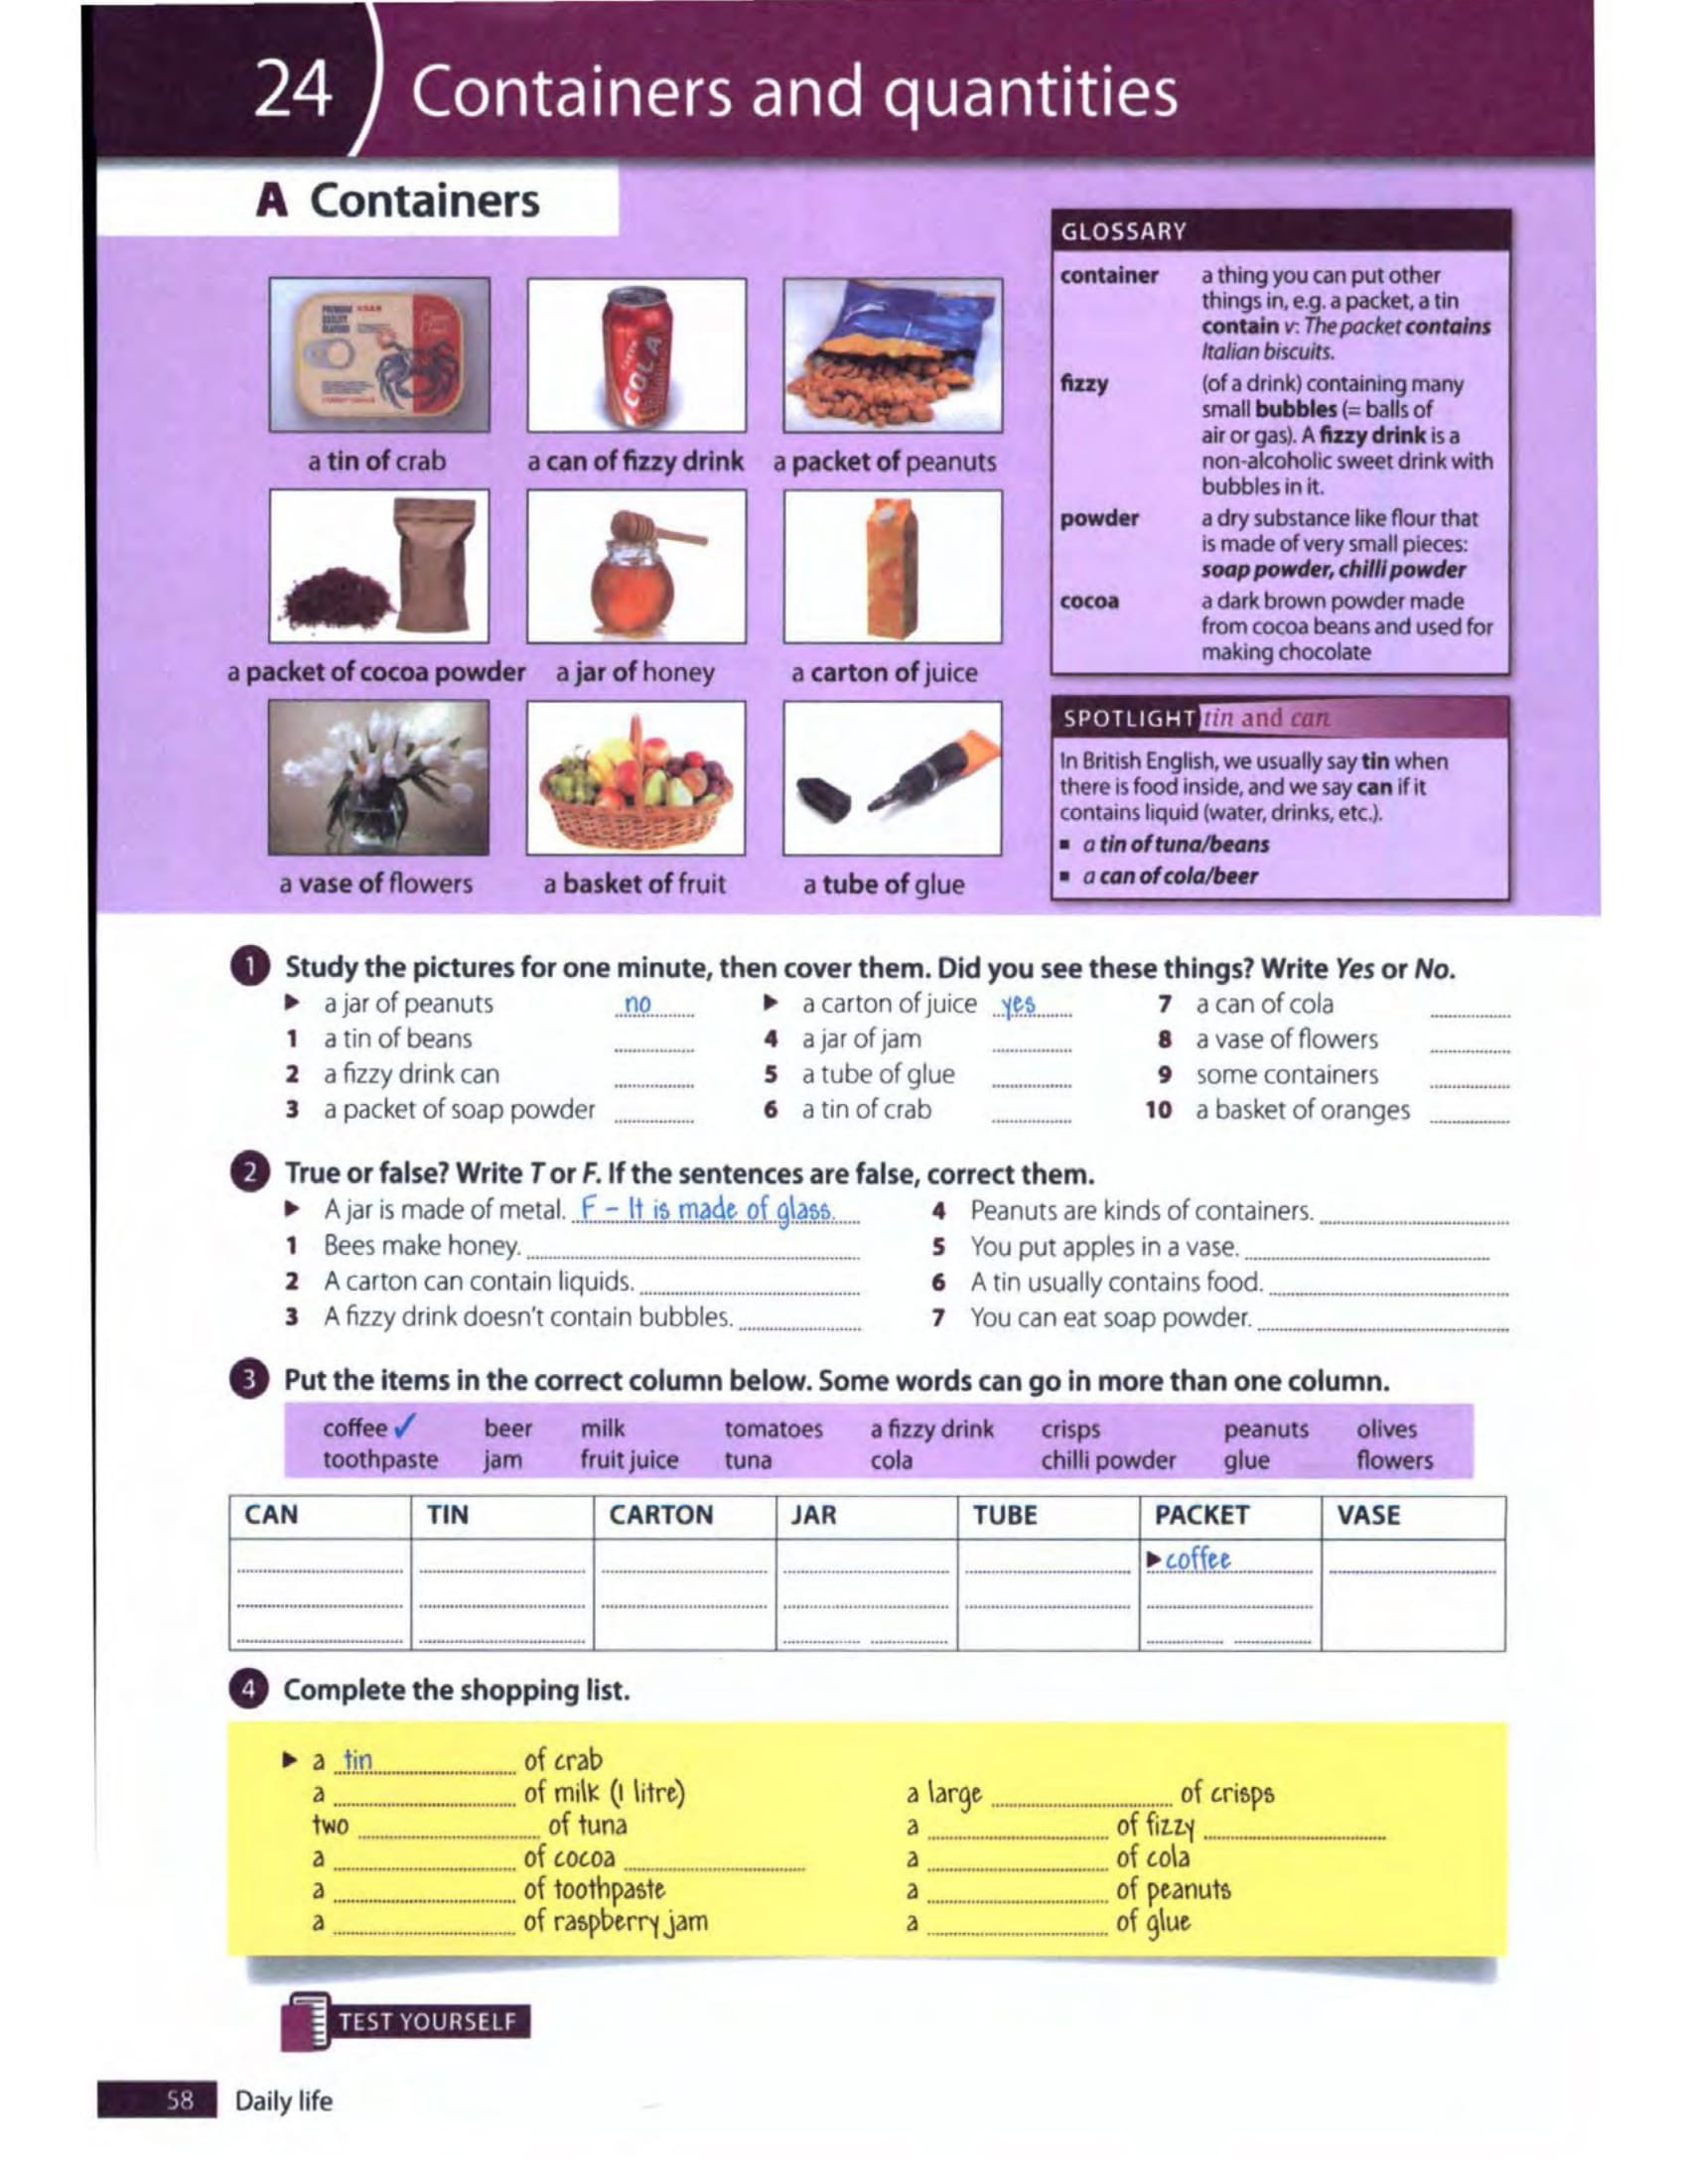 24 Containers and quantities
A Containers
a tin of crab
a can of fizzy drink
a packet of peanuts
COLA
a packet of cocoa powder
a jar of honey
a carton of juice
a vase of flowers
a basket of fruit
a tube of glue
GLOSSARY
container a thing you can put other
things in, e.g. a packet, a tin
contain v: The packet contains
Italian biscuits.
fizzy (of a drink) containing many
small bubbles (= balls of
air or gas). A fizzy drink is a
non-alcoholic sweet drink with
bubbles in it.
powder a dry substance like flour that
is made of very small pieces:
soap powder, chilli powder
cocoa a dark brown powder made
from cocoa beans and used for
making chocolate
SPOTLIGHT tin and can
In British English, we usually say tin when
there is food inside, and we say can if it
contains liquid (water, drinks, etc.).
▪ a tin of tuna/beans
▪ a can of cola/beer
1 Study the pictures for one minute, then cover them. Did you see these things? Write Yes or No.
▶ a jar of peanuts no
1 a tin of beans
2 a fizzy drink can
3 a packet of soap powder
▶ a carton of juice yes
4 a jar of jam
5 a tube of glue
6 a tin of crab
7 a can of cola
8 a vase of flowers
9 some containers
10 a basket of oranges
2 True or false? Write T or F. If the sentences are false, correct them.
▶ A jar is made of metal. F – It is made of glass.
1 Bees make honey.
2 A carton can contain liquids.
3 A fizzy drink doesn't contain bubbles.
4 Peanuts are kinds of containers.
5 You put apples in a vase.
6 A tin usually contains food.
7 You can eat soap powder.
3 Put the items in the correct column below. Some words can go in more than one column.
coffee ✓ beer milk tomatoes a fizzy drink crisps peanuts olives
toothpaste jam fruit juice tuna cola chilli powder glue flowers
CAN TIN CARTON JAR TUBE PACKET VASE
▶ coffee
4 Complete the shopping list.
▶ a tin of crab
a of milk (1 litre)
two of tuna
a of cocoa
a of toothpaste
a of raspberry jam
a large of crisps
a of fizzy
a of cola
a of peanuts
a of glue
TEST YOURSELF
58 Daily life